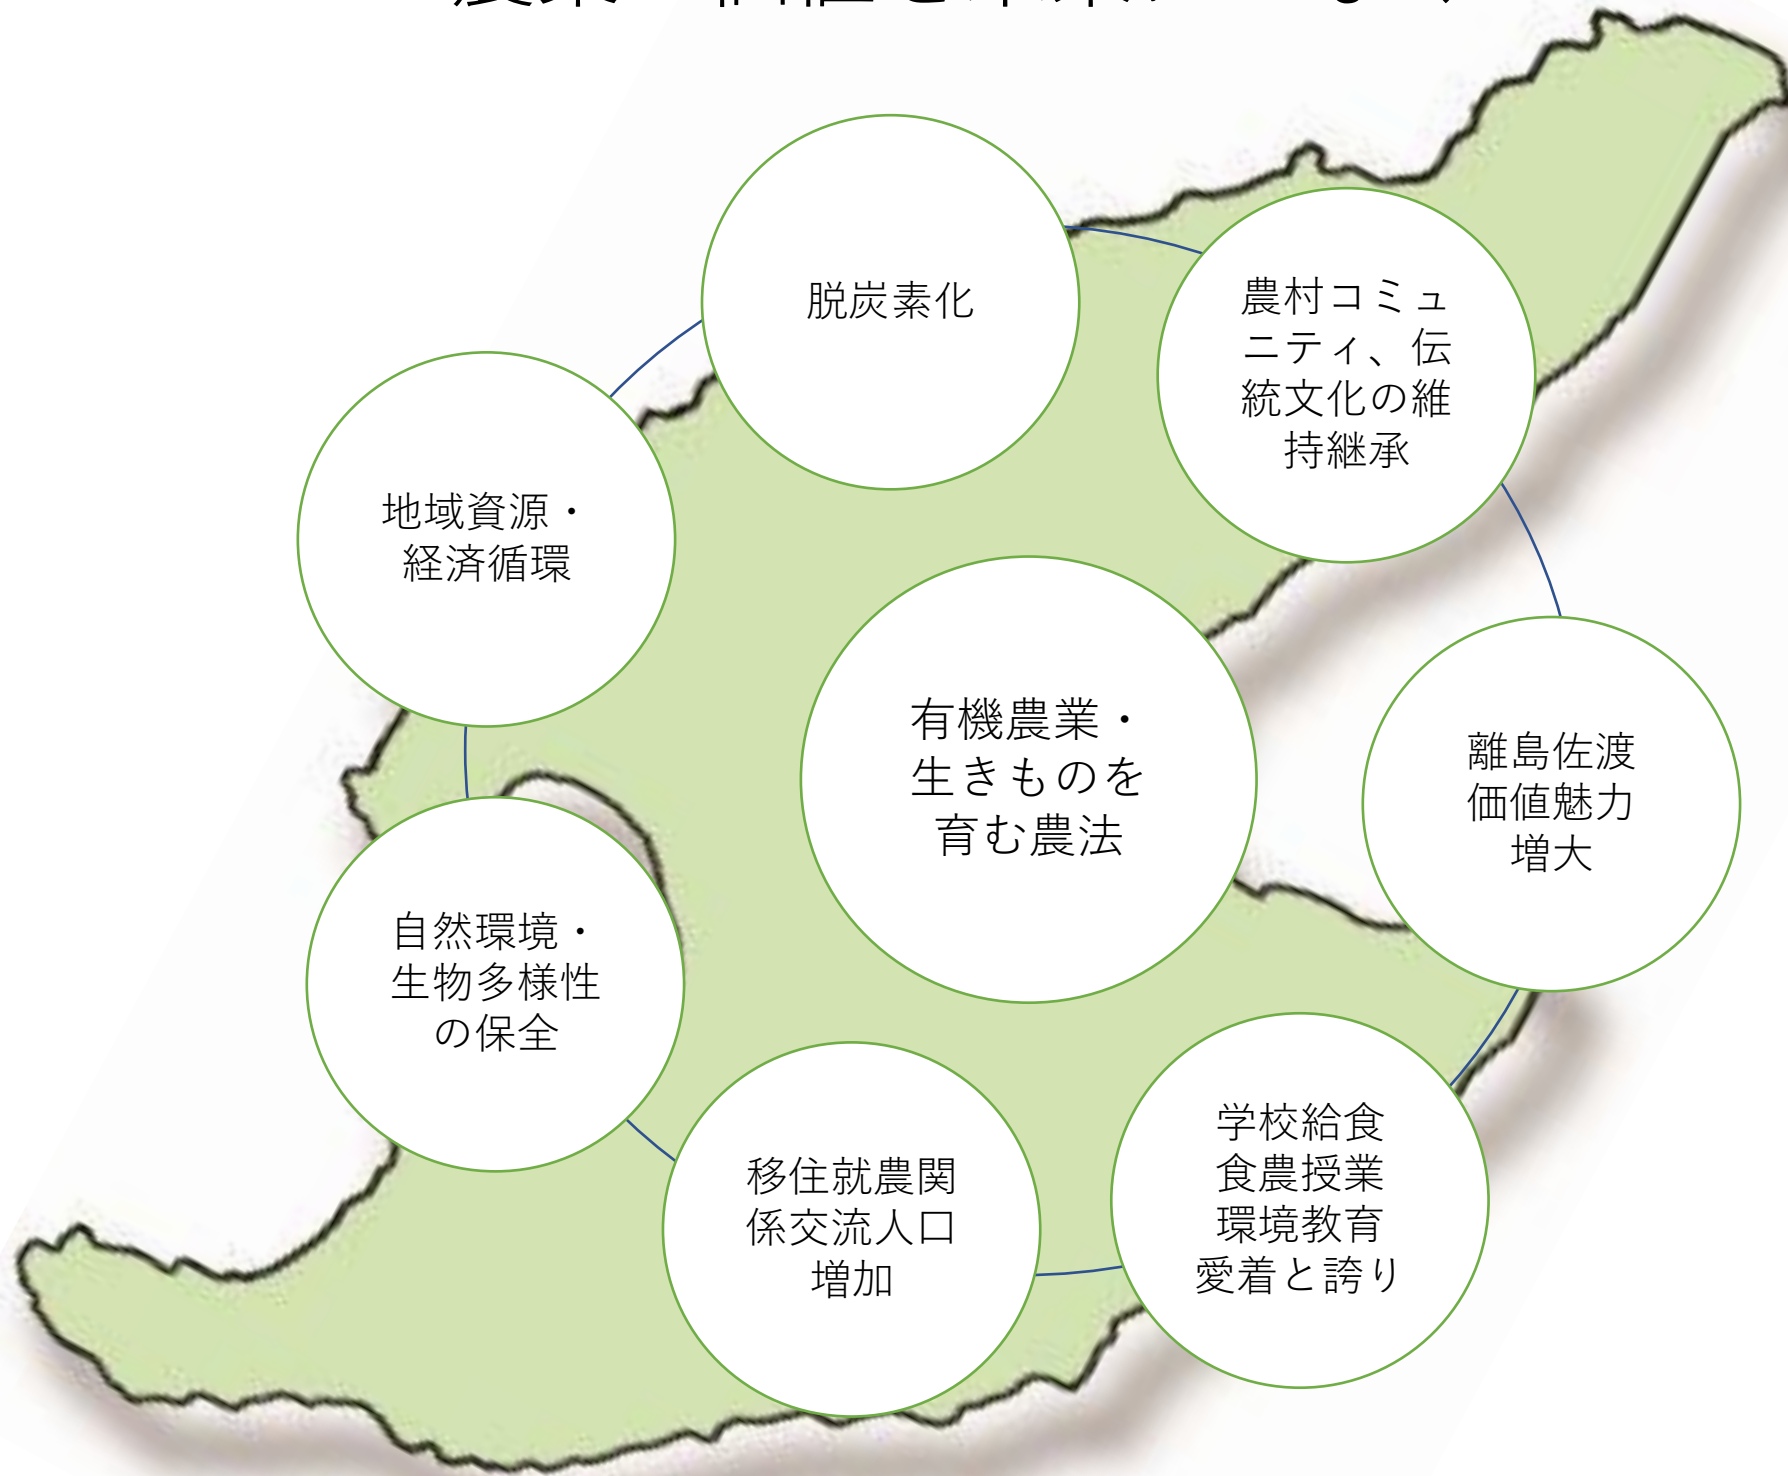 脱炭素化
農村コミュ
ニティ、伝
統文化の維
持継承
地域資源・
経済循環
有機農業・
生きものを
育む農法
離島佐渡
価値魅力
増大
自然環境・
生物多様性
の保全
移住就農関
係交流人口
増加
学校給食
食農授業
環境教育
愛着と誇り